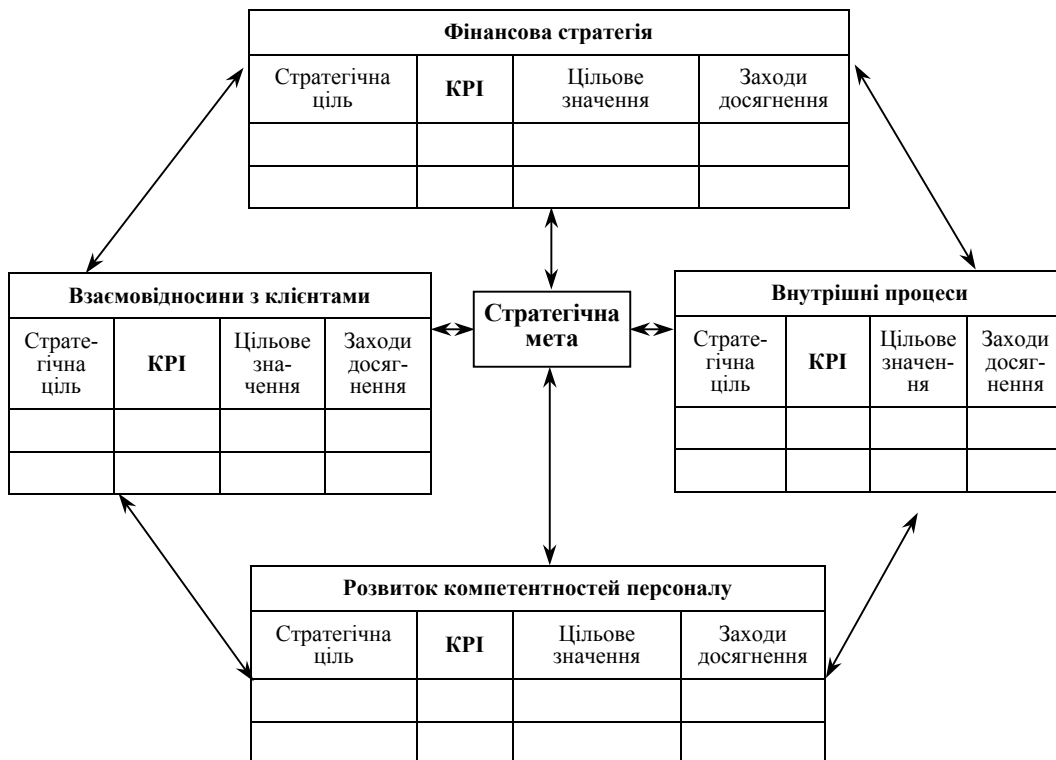 Фінансова стратегія
Стратегічна
ціль
КРІ
Цільове
значення
Заходи
досягнення
Взаємовідносини з клієнтами
Страте-
гічна
ціль
КРІ
Цільове
зна-
чення
Заходи
досяг-
нення
Стратегічна
мета
Внутрішні процеси
Страте-
гічна
ціль
КРІ
Цільове
значен-
ня
Заходи
досяг-
нення
Розвиток компетентностей персоналу
Стратегічна
ціль
КРІ
Цільове
значення
Заходи
досягнення